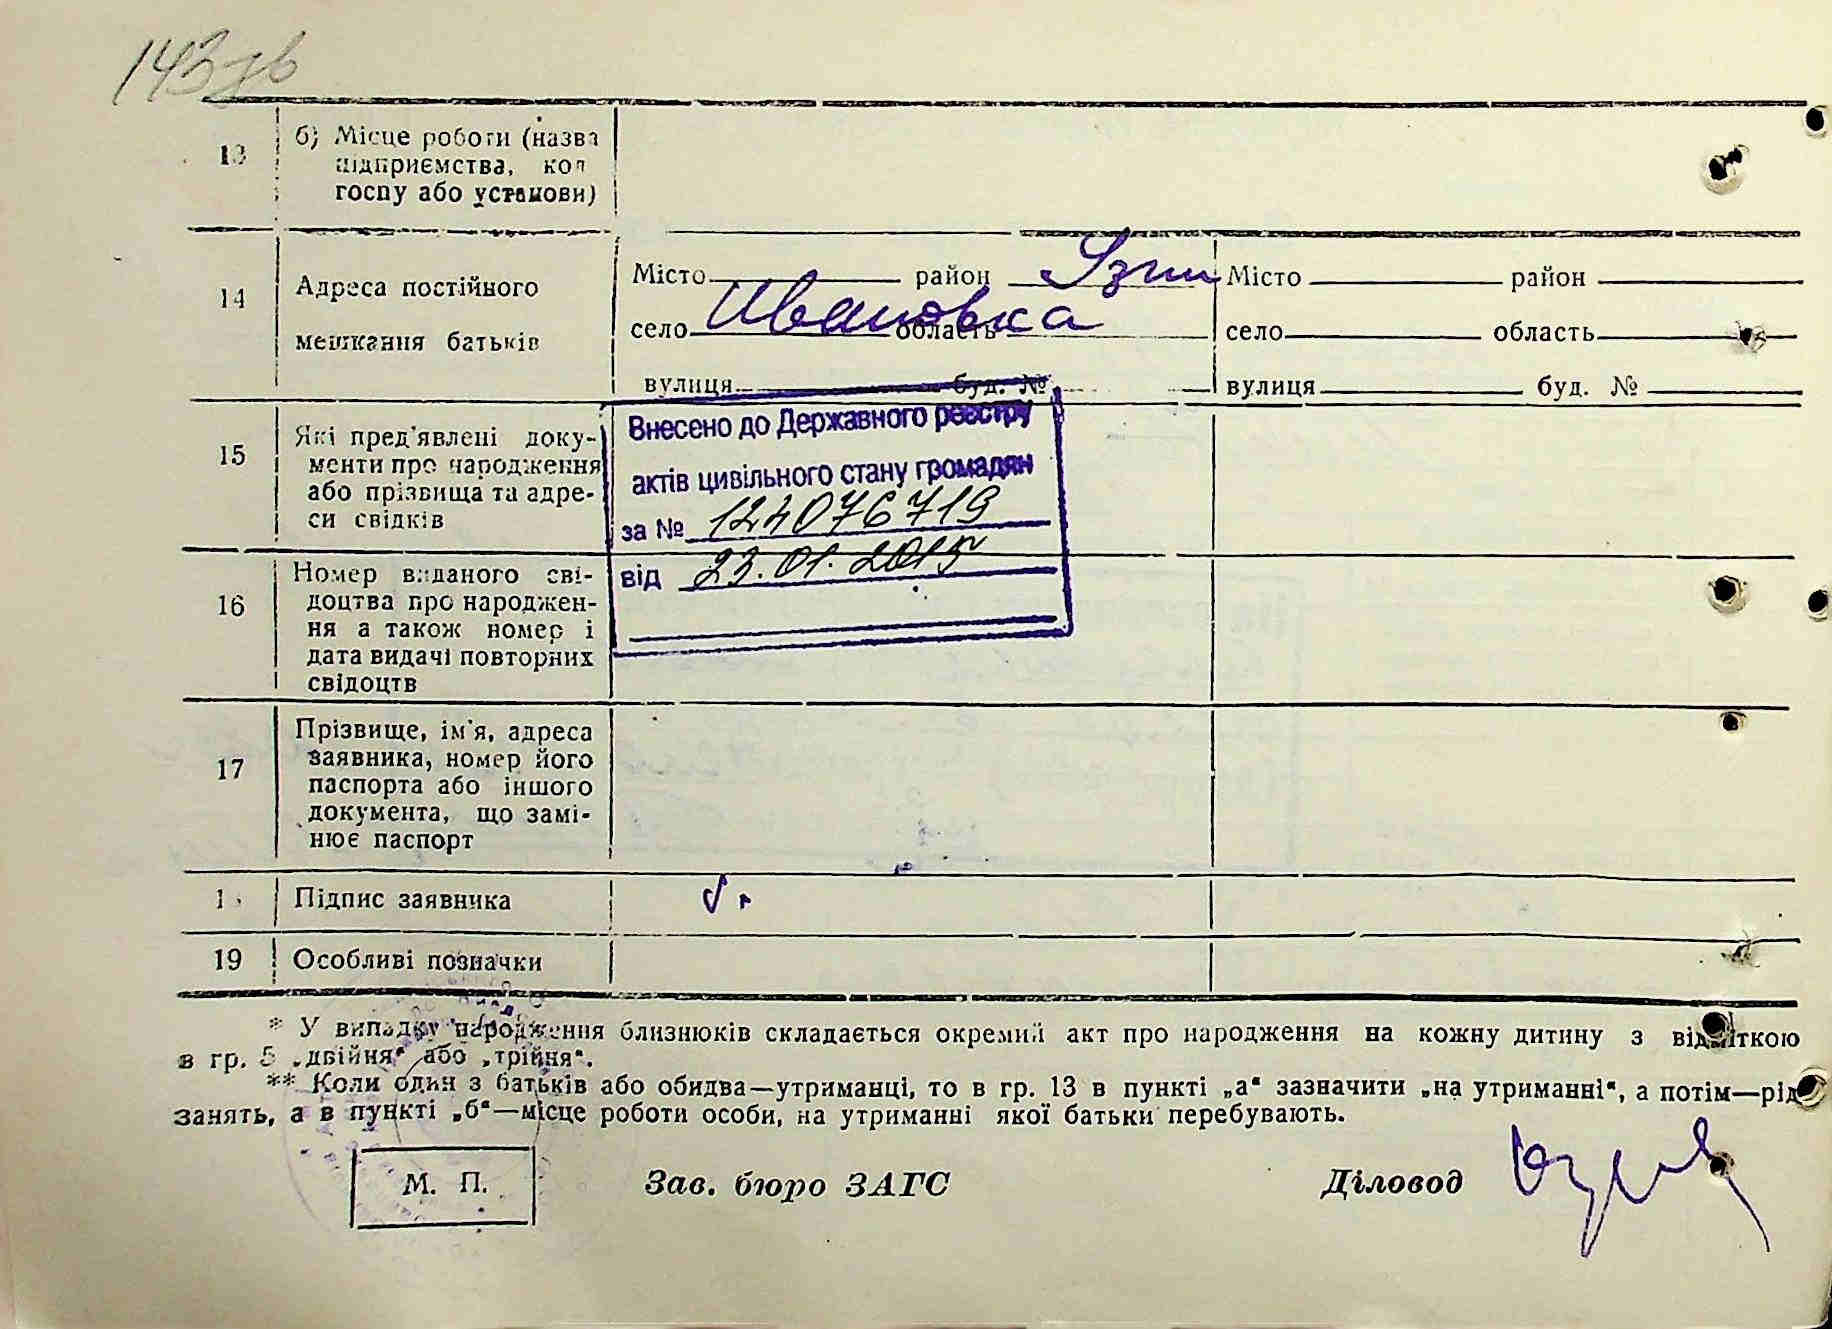 143зв
13
б) Місце роботи (назва
підприємства, кол
госпу або установи)
14
Адреса постійного
мешкання батьків
Місто район
село Ивановка область
вулиця буд. №
Місто район
село область
вулиця буд. №
15
Які пред'явлені доку-
менти про народження
або прізвища та адре-
си свідків
Внесено до Державного реєстру
актів цивільного стану громадян
за № 124076719
від 23.01.2015
16
Номер виданого сві-
доцтва про народжен-
ня а також номер і
дата видачі повторних
свідоцтв
17
Прізвище, ім'я, адреса
заявника, номер його
паспорта або іншого
документа, що замі-
нює паспорт
18
Підпис заявника
19
Особливі позначки
* У випадку народження близнюків складається окремий акт про народження на кожну дитину з відміткою
в гр. 5 „двійня“ або „трійня“.
** Коли один з батьків або обидва—утриманці, то в гр. 13 в пункті „а“ зазначити „на утриманні“, а потім—рід
занять, а в пункті „б“—місце роботи особи, на утриманні якої батьки перебувають.
М. П.
Зав. бюро ЗАГС
Діловод